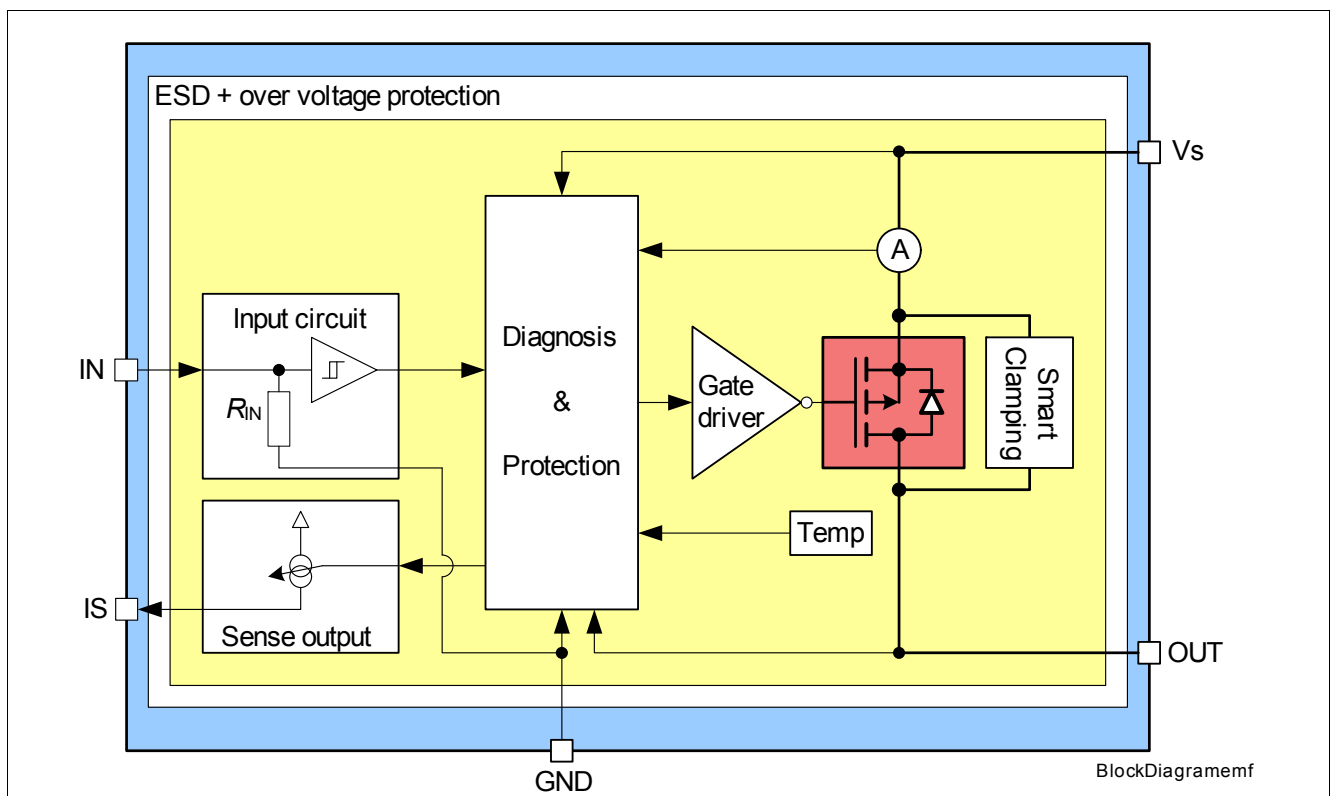 ESD + over voltage protection
Vs
A
Input circuit
Diagnosis
&
Protection
IN
RIN
Gate
driver
Smart
Clamping
Temp
IS
Sense output
OUT
GND
BlockDiagramemf